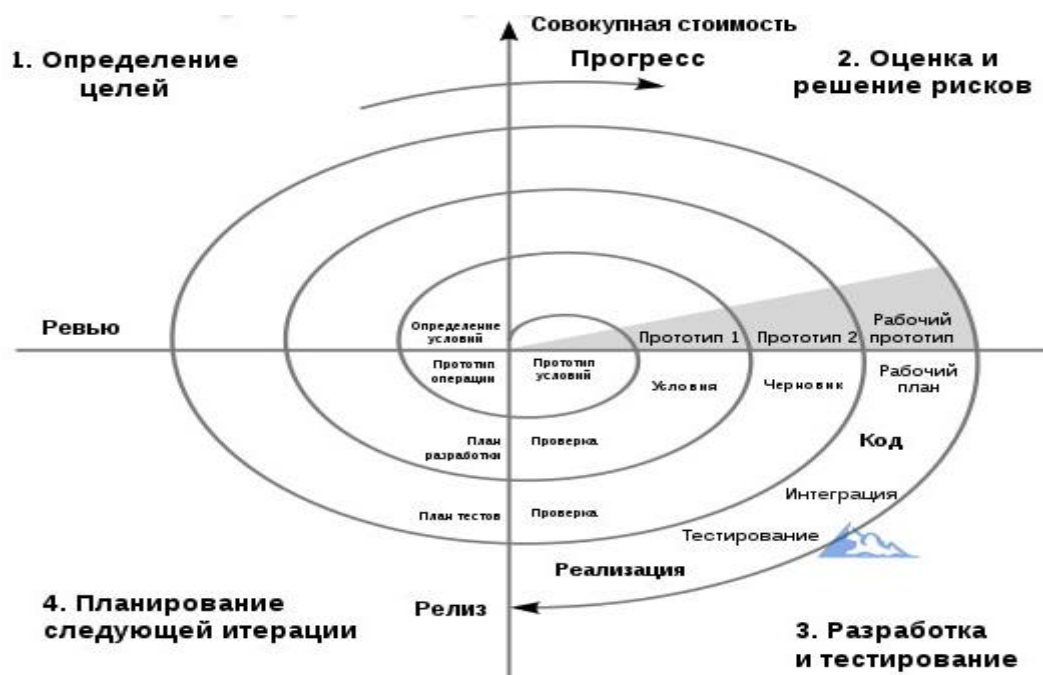 Совокупная стоимость
1. Определение
целей
Прогресс
2. Оценка и
решение рисков
Ревью
Определение
условий
Прототип 1
Прототип 2
Рабочий
прототип
Прототип
операции
Прототип
условий
Условия
Черновик
Рабочий
план
План
разработки
Проверка
Код
Интеграция
План тестов
Проверка
Тестирование
Реализация
4. Планирование
следующей итерации
Релиз
3. Разработка
и тестирование